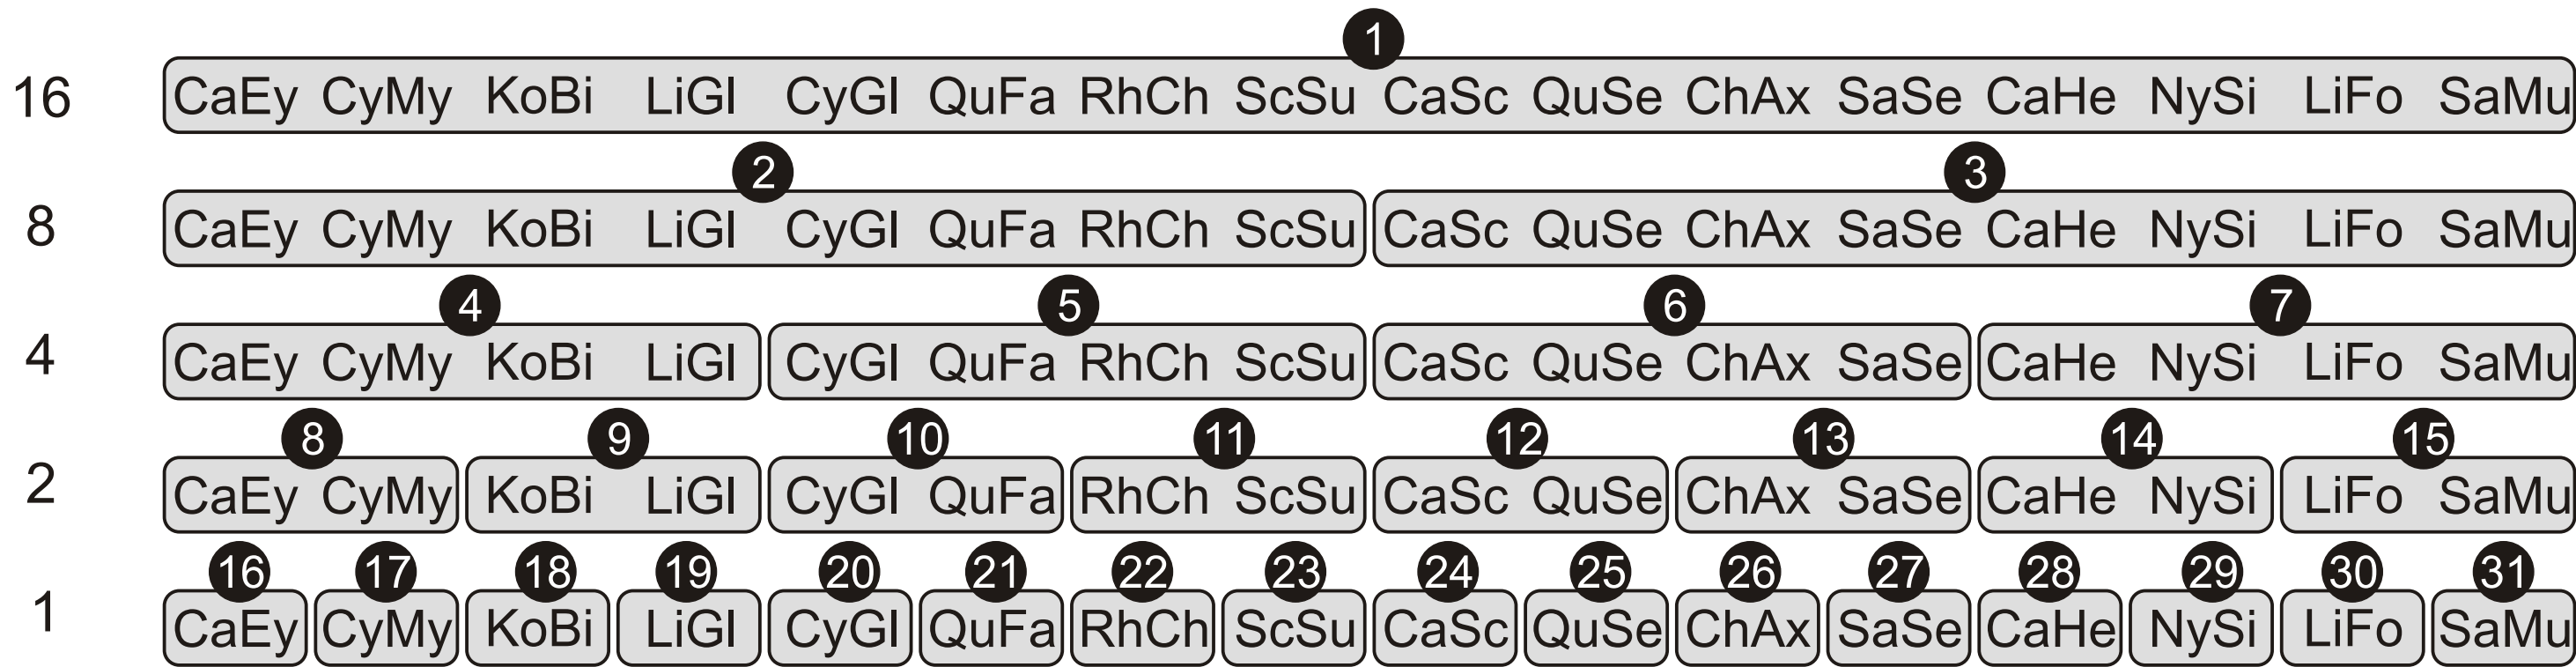 1
16 CaEy CyMy KoBi LiGl CyGl QuFa RhCh ScSu CaSc QuSe ChAx SaSe CaHe NySi LiFo SaMu
2 3
8 CaEy CyMy KoBi LiGl CyGl QuFa RhCh ScSu CaSc QuSe ChAx SaSe CaHe NySi LiFo SaMu
4 5 6 7
4 CaEy CyMy KoBi LiGl CyGl QuFa RhCh ScSu CaSc QuSe ChAx SaSe CaHe NySi LiFo SaMu
8 9 10 11 12 13 14 15
2 CaEy CyMy KoBi LiGl CyGl QuFa RhCh ScSu CaSc QuSe ChAx SaSe CaHe NySi LiFo SaMu
16 17 18 19 20 21 22 23 24 25 26 27 28 29 30 31
1 CaEy CyMy KoBi LiGl CyGl QuFa RhCh ScSu CaSc QuSe ChAx SaSe CaHe NySi LiFo SaMu